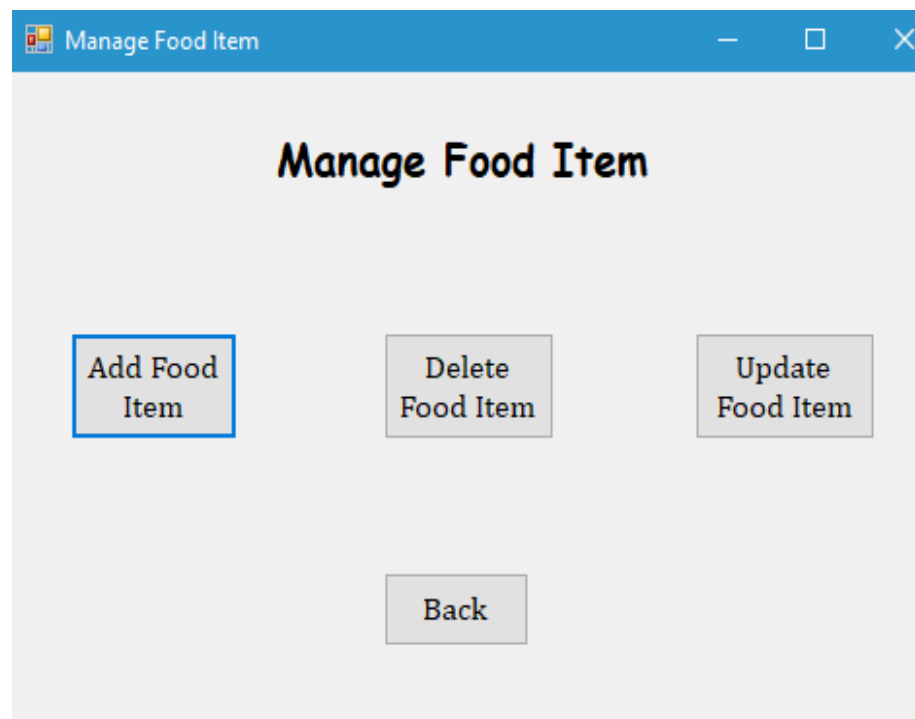 Manage Food Item
Manage Food Item
Add Food
Item
Delete
Food Item
Update
Food Item
Back